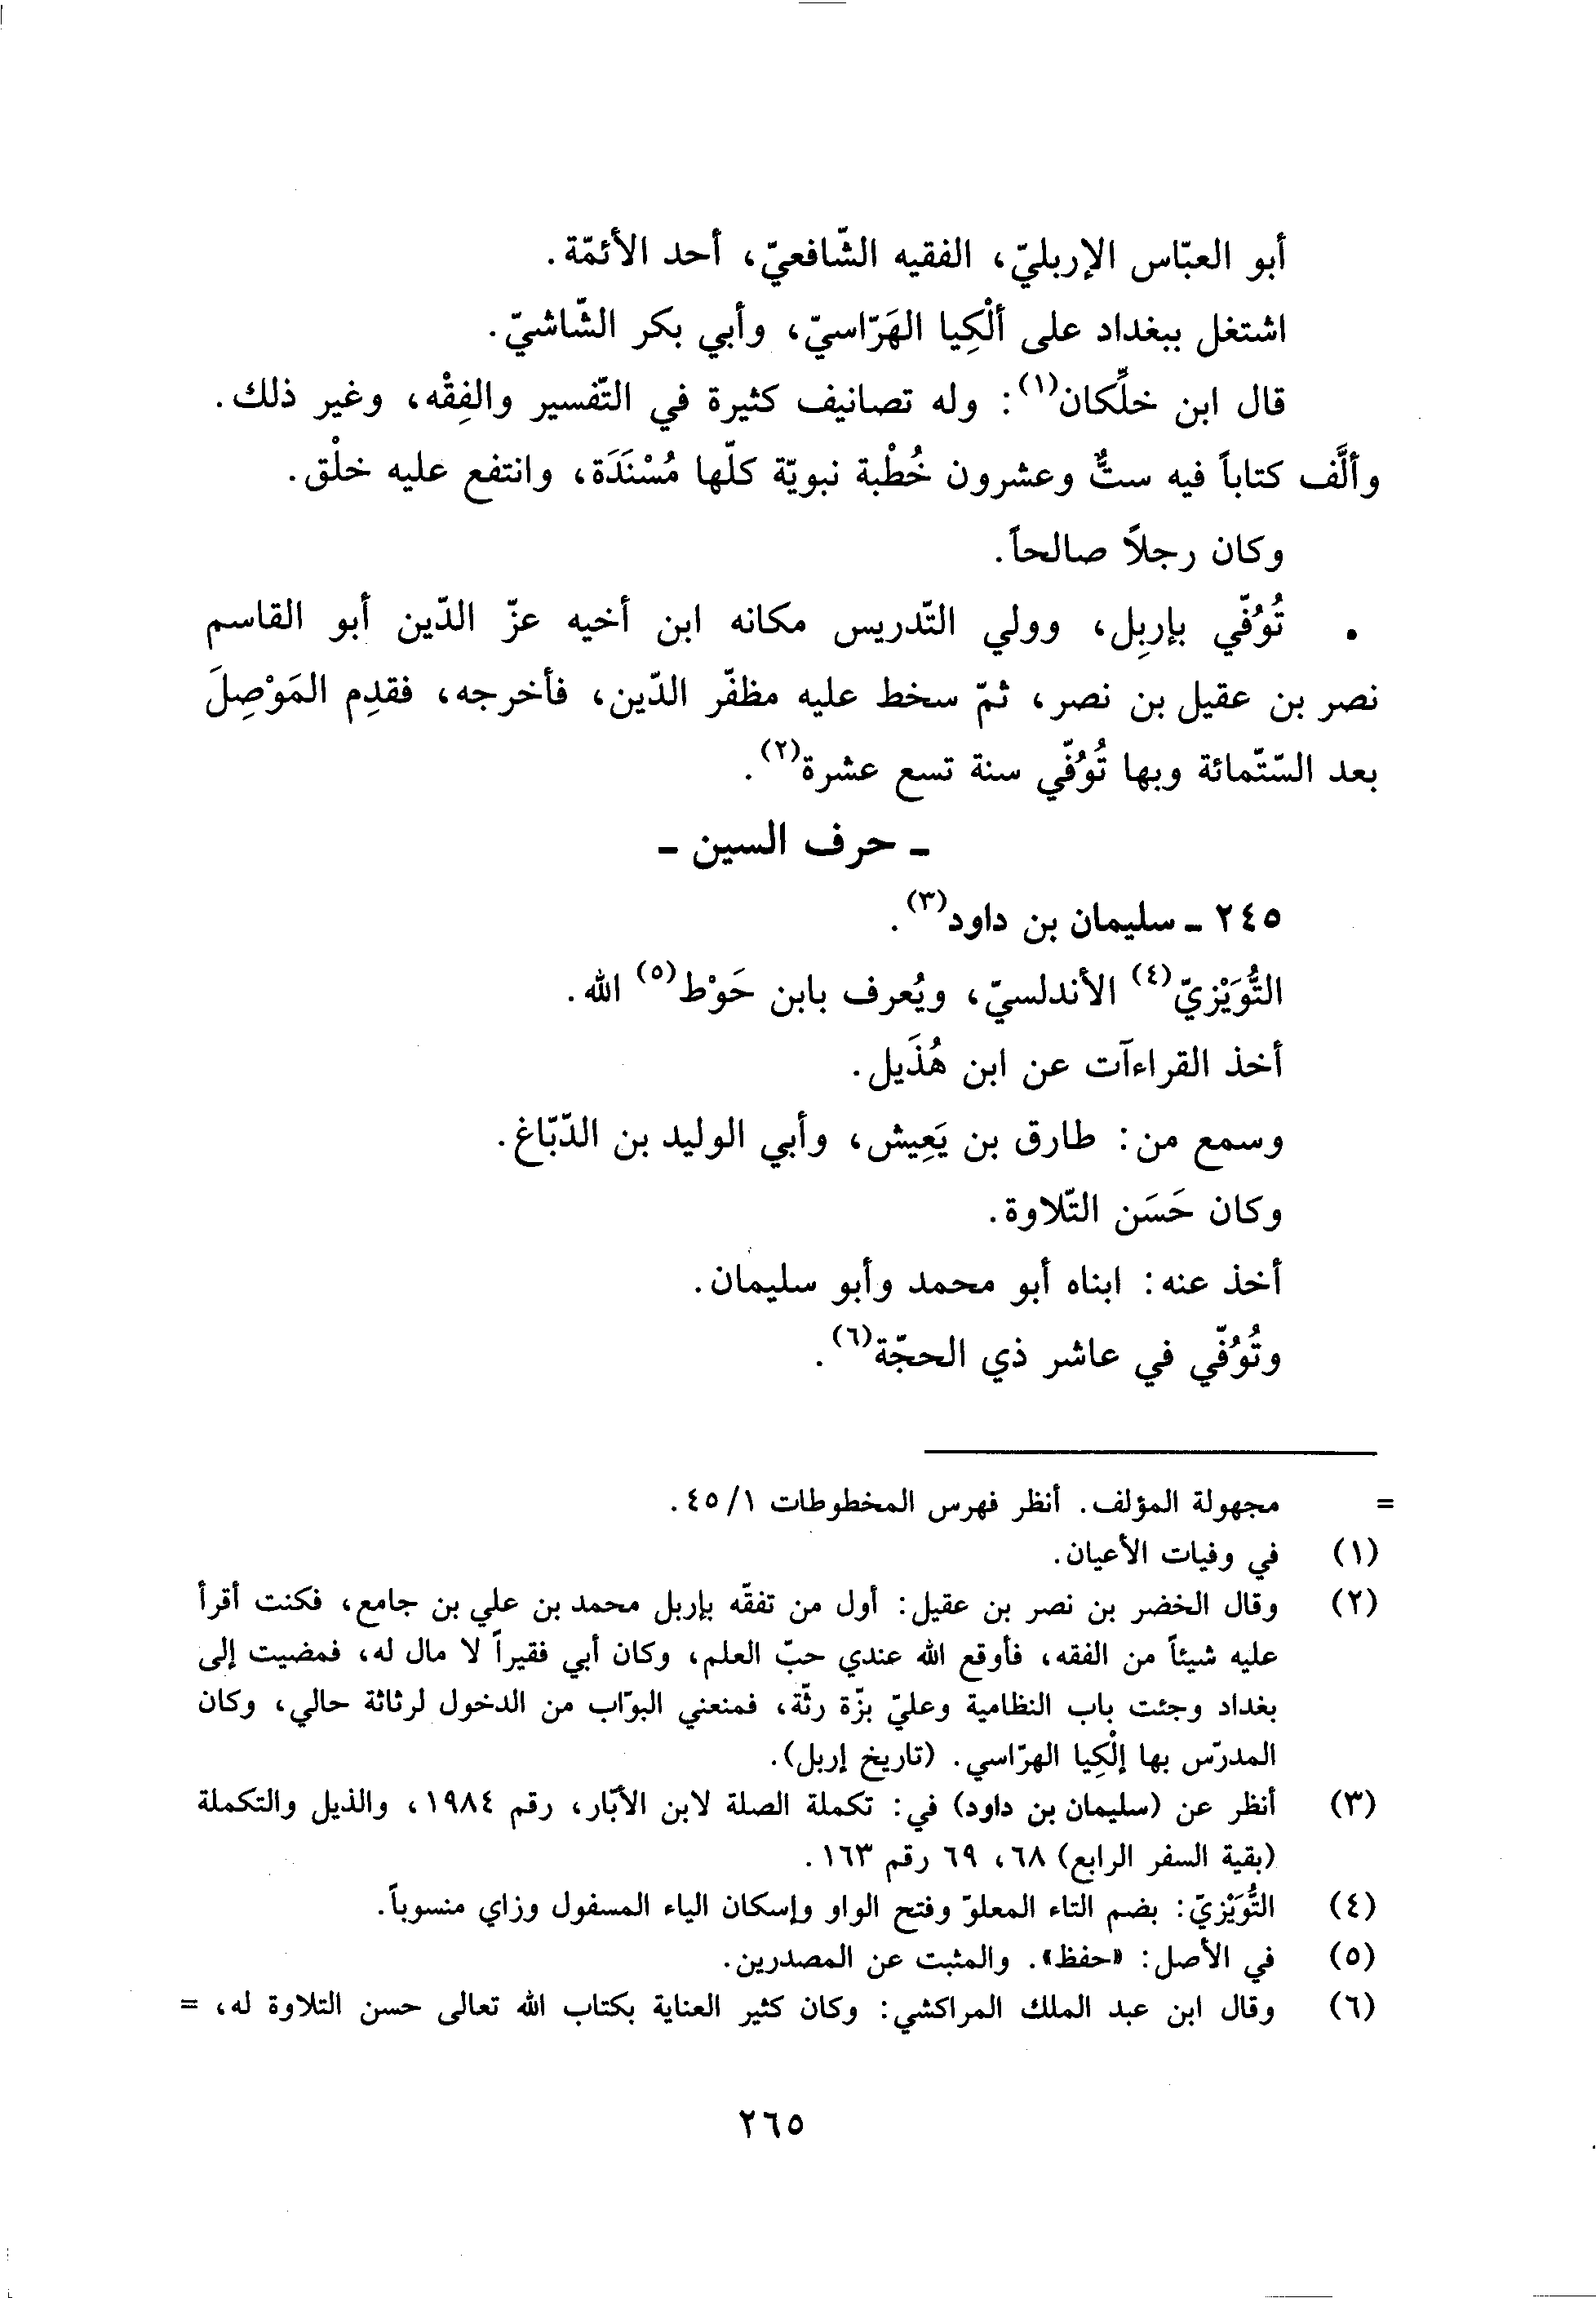 أبو العبّاس الإربليّ، الفقيه الشّافعيّ، أحد الأئمّة.
اشتغل ببغداد على ألْكِيا الهَرّاسيّ، وأبي بكر الشّاشيّ.
قال ابن خلِّكان(١): وله تصانيف كثيرة في التّفسير والفِقْه، وغير ذلك.
وألَّف كتاباً فيه ستٌّ وعشرون خُطْبة نبويّة كلّها مُسْنَدَة، وانتفع عليه خلْق.
وكان رجلاً صالحاً.
• تُوُفّي بإربِل، وولي التّدريس مكانه ابن أخيه عزّ الدّين أبو القاسم
نصر بن عقيل بن نصر، ثمّ سخط عليه مظفّر الدّين، فأخرجه، فقدِم المَوْصِلَ
بعد السّتّمائة وبها تُوُفّي سنة تسع عشرة(٢).
- حرف السين -
٢٤٥ - سليمان بن داود(٣).
التُّوَيْزيّ(٤) الأندلسيّ، ويُعرف بابن حَوْط(٥) الله.
أخذ القراءآت عن ابن هُذَيل.
وسمع من: طارق بن يَعِيش، وأبي الوليد بن الدّبّاغ.
وكان حَسَن التّلاوة.
أخذ عنه: ابناه أبو محمد وأبو سليمان.
وتُوُفّي في عاشر ذي الحجّة(٦).
= مجهولة المؤلف. أنظر فهرس المخطوطات ٤٥/١.
(١) في وفيات الأعيان.
(٢) وقال الخضر بن نصر بن عقيل: أول من تفقّه بإربل محمد بن علي بن جامع، فكنت أقرأ
عليه شيئاً من الفقه، فأوقع الله عندي حبّ العلم، وكان أبي فقيراً لا مال له، فمضيت إلى
بغداد وجئت باب النظامية وعليّ بزّة رثّة، فمنعني البوّاب من الدخول لرثاثة حالي، وكان
المدرّس بها إلْكِيا الهرّاسي. (تاريخ إربل).
(٣) أنظر عن (سليمان بن داود) في: تكملة الصلة لابن الأبّار، رقم ١٩٨٤، والذيل والتكملة
(بقية السفر الرابع) ٦٨، ٦٩ رقم ١٦٣.
(٤) التُّوَيْزيّ: بضم التاء المعلوّ وفتح الواو وإسكان الياء المسفول وزاي منسوباً.
(٥) في الأصل: «حفظ». والمثبت عن المصدرين.
(٦) وقال ابن عبد الملك المراكشي: وكان كثير العناية بكتاب الله تعالى حسن التلاوة له، =
٢٦٥